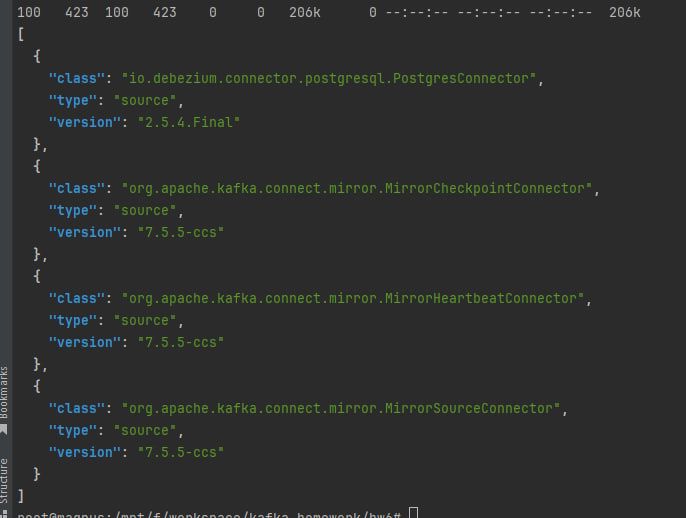 100   423  100   423    0     0   206k      0 --:--:-- --:--:-- --:--:--  206k
[
  {
    "class": "io.debezium.connector.postgresql.PostgresConnector",
    "type": "source",
    "version": "2.5.4.Final"
  },
  {
    "class": "org.apache.kafka.connect.mirror.MirrorCheckpointConnector",
    "type": "source",
    "version": "7.5.5-ccs"
  },
  {
    "class": "org.apache.kafka.connect.mirror.MirrorHeartbeatConnector",
    "type": "source",
    "version": "7.5.5-ccs"
  },
  {
    "class": "org.apache.kafka.connect.mirror.MirrorSourceConnector",
    "type": "source",
    "version": "7.5.5-ccs"
  }
]
root@magnus:/mnt/f/workspace/kafka-homework/hw6#
Bookmarks
Structure